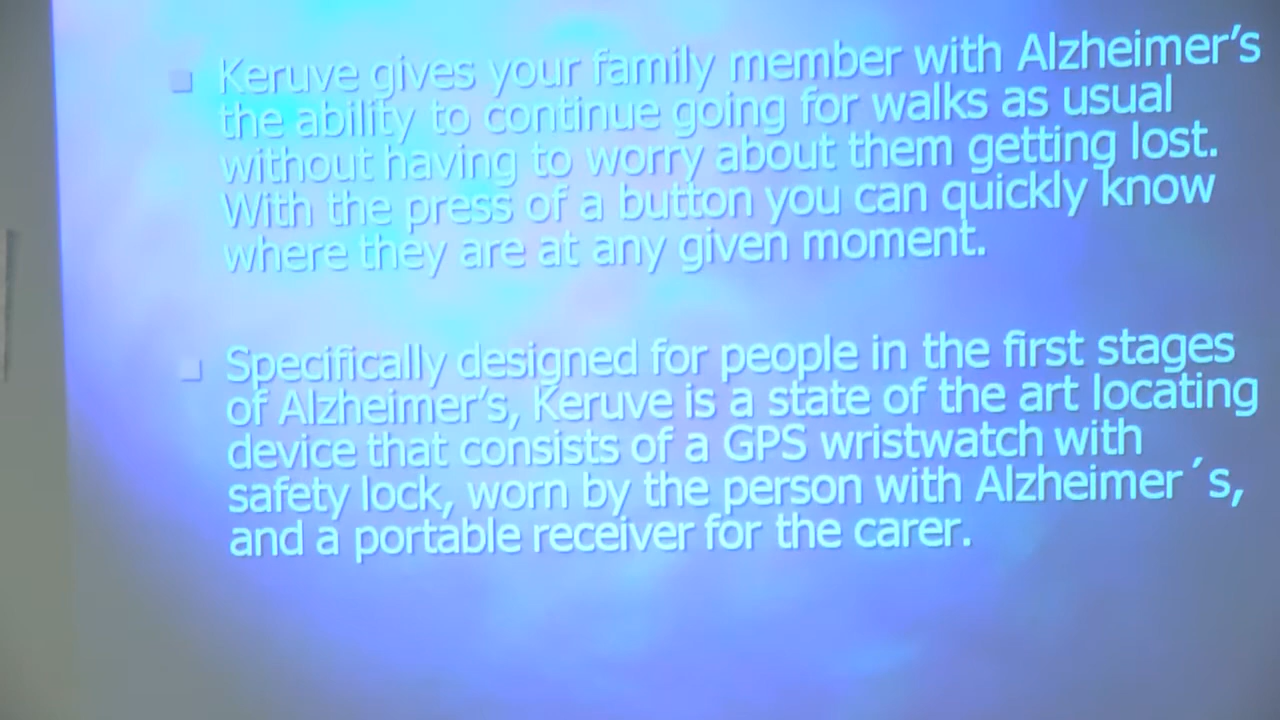 Keruve gives your family member with Alzheimer's
the ability to continue going for walks as usual
without having to worry about them getting lost.
With the press of a button you can quickly know
where they are at any given moment.
Specifically designed for people in the first stages
of Alzheimer's, Keruve is a state of the art locating
device that consists of a GPS wristwatch with
safety lock, worn by the person with Alzheimer´s,
and a portable receiver for the carer.